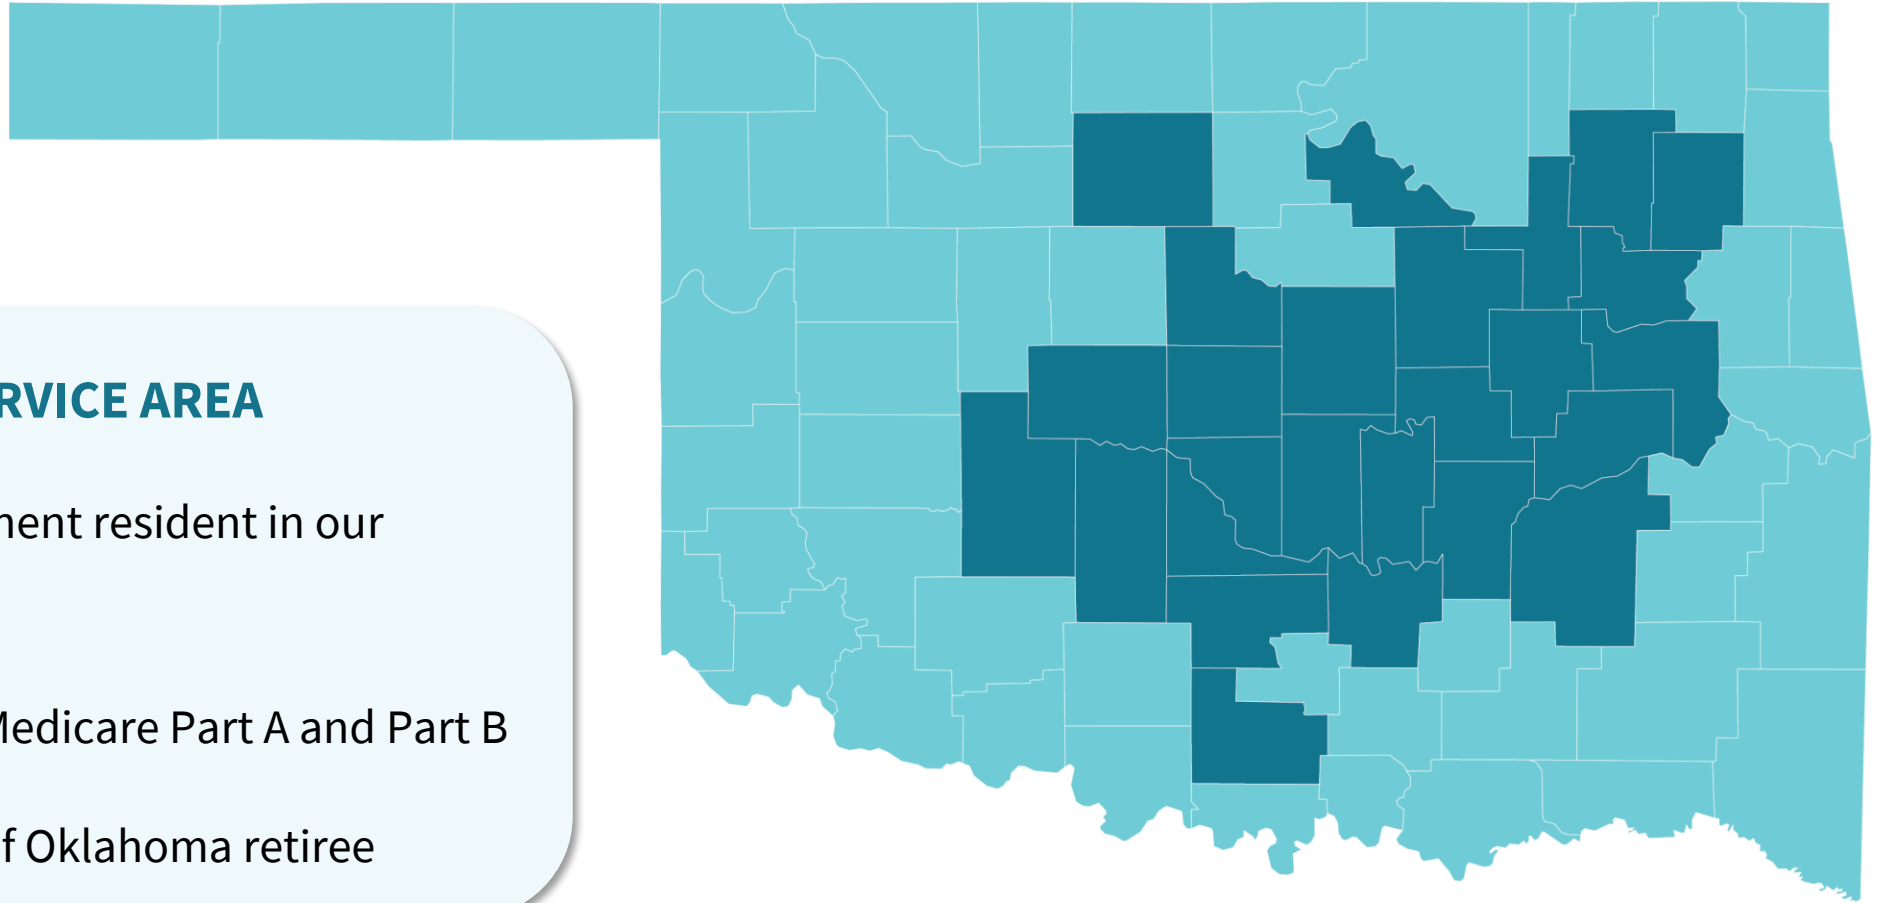 RVICE AREA
nent resident in our
Medicare Part A and Part B
f Oklahoma retiree